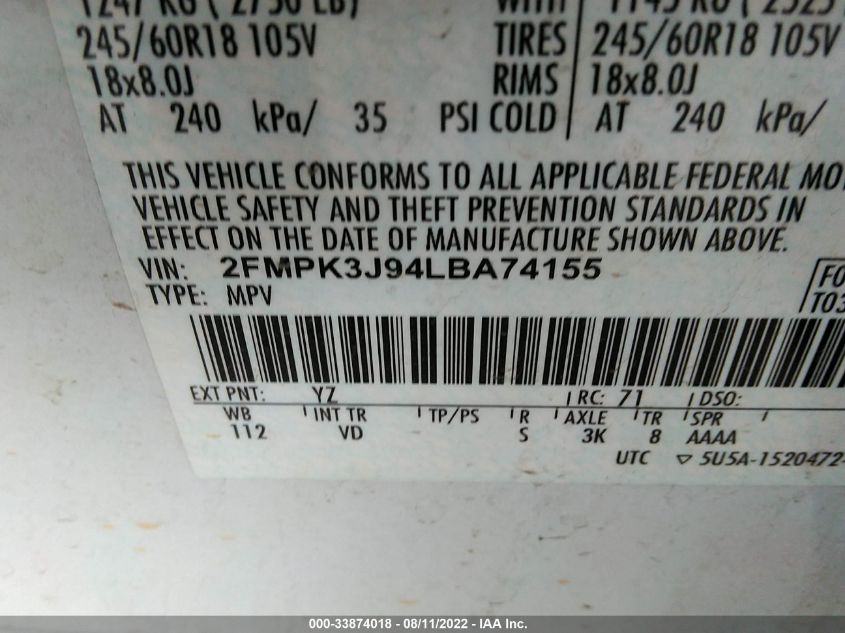 245/60R18 105V TIRES 245/60R18 105V
18x8.0J RIMS 18x8.0J
AT 240 kPa/ 35 PSI COLD AT 240 kPa/
THIS VEHICLE CONFORMS TO ALL APPLICABLE FEDERAL
VEHICLE SAFETY AND THEFT PREVENTION STANDARDS IN
EFFECT ON THE DATE OF MANUFACTURE SHOWN ABOVE.
VIN: 2FMPK3J94LBA74155
TYPE: MPV
EXT PNT: YZ RC: 71 DSO:
WB INT TR TP/PS R AXLE TR SPR
112 VD S 3K 8 AAAA
UTC ▽ 5U5A-1520472-
000-33874018 - 08/11/2022 - IAA Inc.